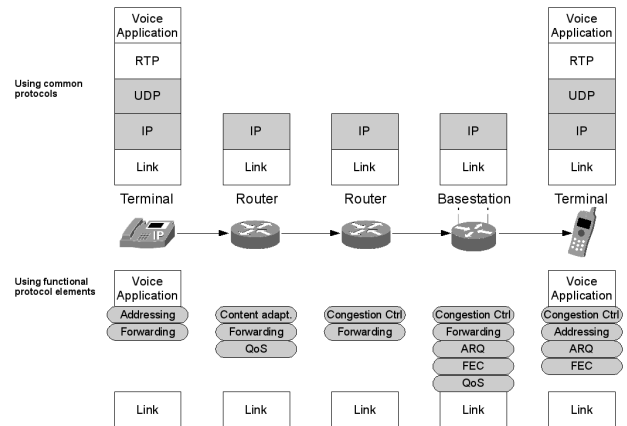 Voice
Application
RTP
UDP
IP
Link
Using common
protocols
IP
Link
IP
Link
IP
Link
Voice
Application
RTP
UDP
IP
Link
Terminal
Router
Router
Basestation
Terminal
IP
Using functional
protocol elements
Voice
Application
Addressing
Forwarding
Link
Content adapt.
Forwarding
QoS
Link
Congestion Ctrl
Forwarding
Link
Congestion Ctrl
Forwarding
ARQ
FEC
QoS
Link
Voice
Application
Congestion Ctrl
Addressing
ARQ
FEC
Link